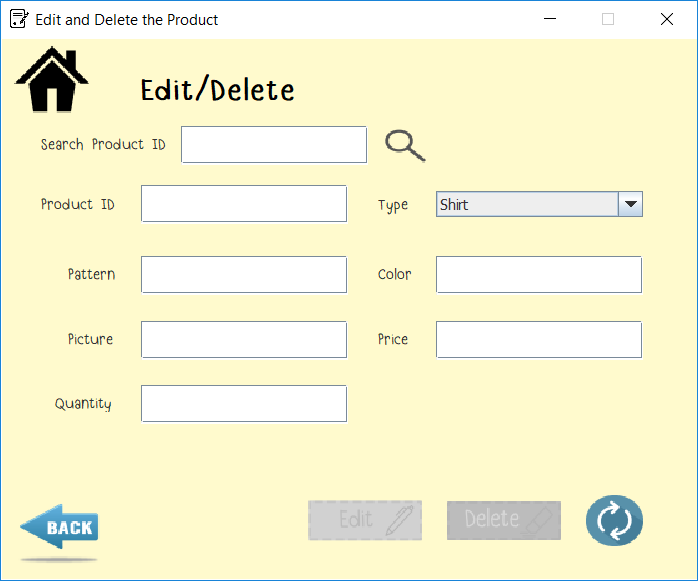 Edit and Delete the Product
Edit/Delete
Search Product ID
Product ID
Type
Shirt
Pattern
Color
Picture
Price
Quantity
BACK
Edit
Delete